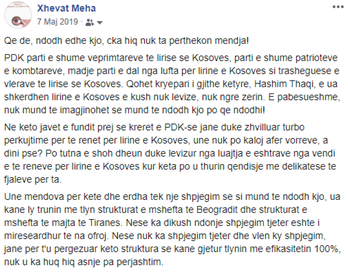 Xhevat Meha
7 Maj 2019 ·
Qe de, ndodh edhe kjo, cka hiq nuk ta perthekon mendja!
PDK parti e shume veprimtareve te lirise se Kosoves, parti e shume patrioteve
e kombtareve, madje parti e dal nga lufta per lirine e Kosoves si trasheguese e
vlerave te lirise se Kosoves. Qohet kryepari i gjithe ketyre, Hashim Thaqi, e ua
shkerdhen lirine e Kosoves e kush nuk levize, nuk ngre zerin. E pabesueshme,
nuk mund te imagjinohet se mund te ndodh kjo po qe ndodhi!
Ne keto javet e fundit prej se kreret e PDK-se jane duke zhvilluar turbo
perkujtime per te renet per lirine e Kosoves, une nuk po kaloj afer vorreve, a
dini pse? Po tutna e shoh dheun duke levizur nga luajtja e eshtrave nga vendi
e te reneve per lirine e Kosoves kur keta po u thurin qendisje me delikatese te
fjaleve per ta.
Une mendova per kete dhe erdha tek nje shpjegim se si mund te ndodh kjo, ua
kane ly trunin me tlyn strukturat e mshefta te Beogradit dhe strukturat e
mshefta te majta te Tiranes. Nese ka dikush ndonje shpjegim tjeter eshte i
mireseardhur te na ofroj. Nese nuk ka shpjegim tjeter dhe vlen ky shpjegim,
jane per t'u pergezuar keto struktura se kane gjetur tlynin me efikasitetin 100%,
nuk u ka huq hiq asnje pa perjashtim.